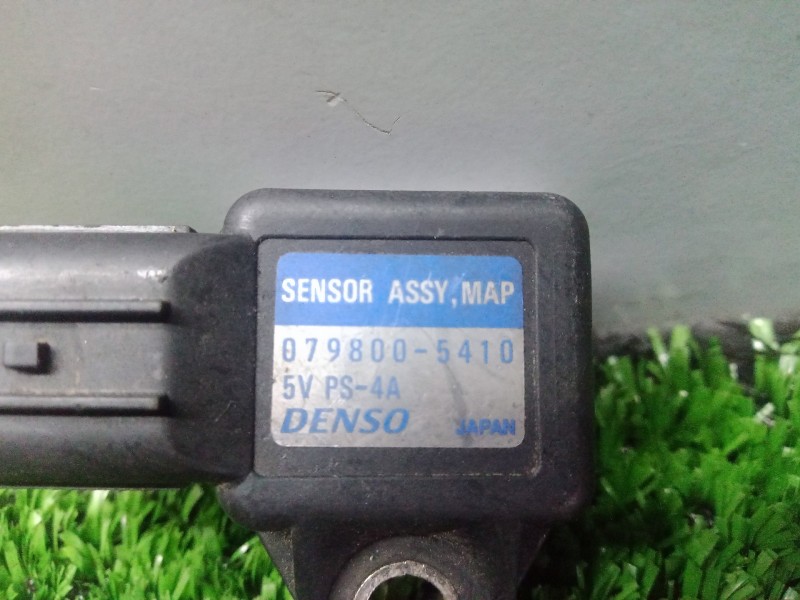 SENSOR ASSY,MAP
079800-5410
5V PS-4A
DENSO JAPAN